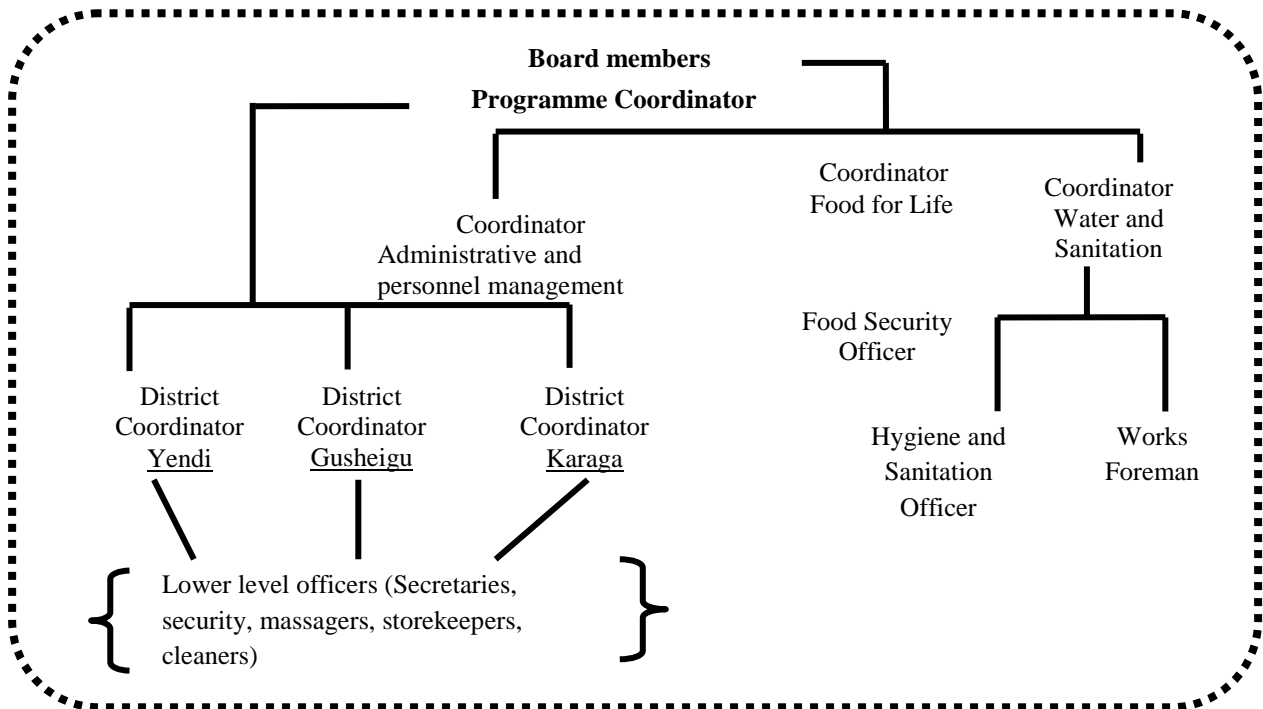 Board members
Programme Coordinator
Coordinator
Food for Life
Coordinator
Water and
Sanitation
Coordinator
Administrative and
personnel management
Food Security
Officer
District
Coordinator
Yendi
District
Coordinator
Gusheigu
District
Coordinator
Karaga
Hygiene and
Sanitation
Officer
Works
Foreman
Lower level officers (Secretaries,
security, massagers, storekeepers,
cleaners)